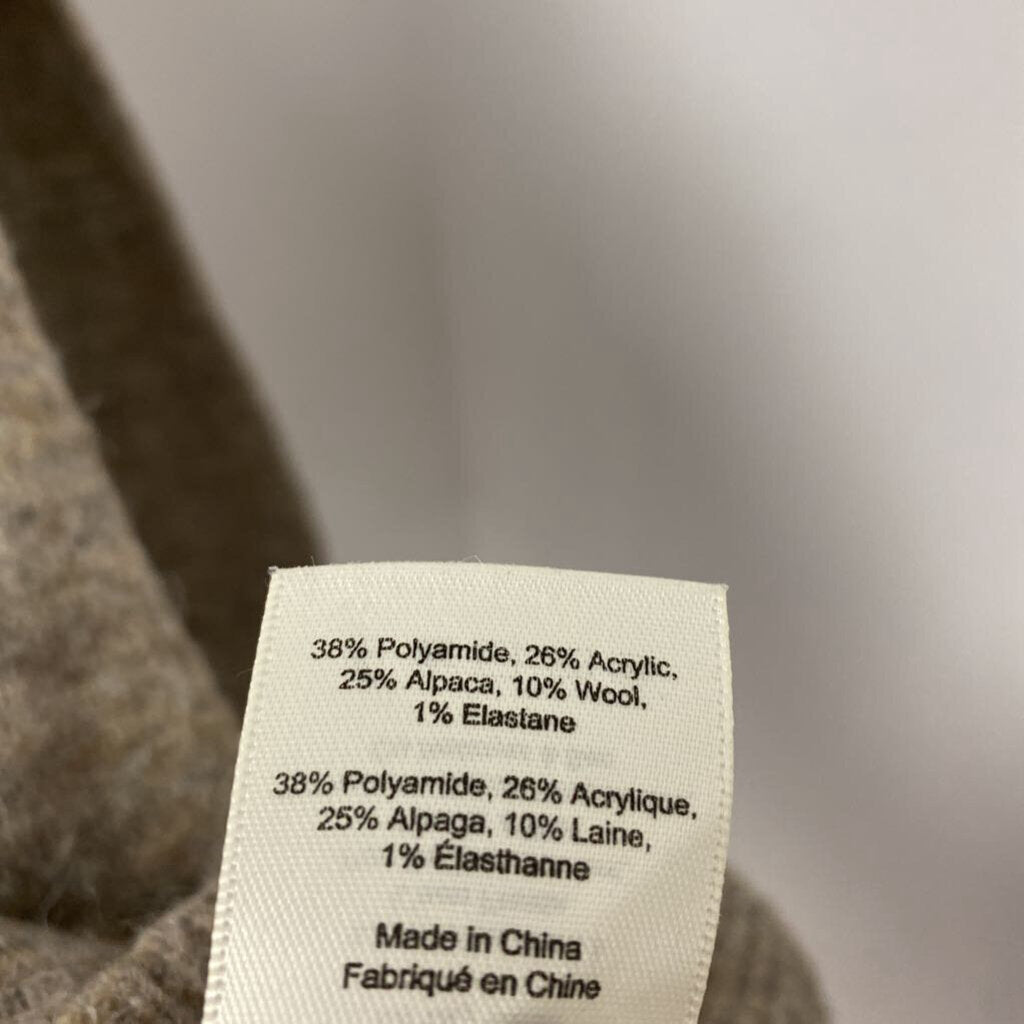 38% Polyamide, 26% Acrylic,
25% Alpaca, 10% Wool,
1% Elastane
38% Polyamide, 26% Acrylique,
25% Alpaga, 10% Laine,
1% Élasthanne
Made in China
Fabriqué en Chine